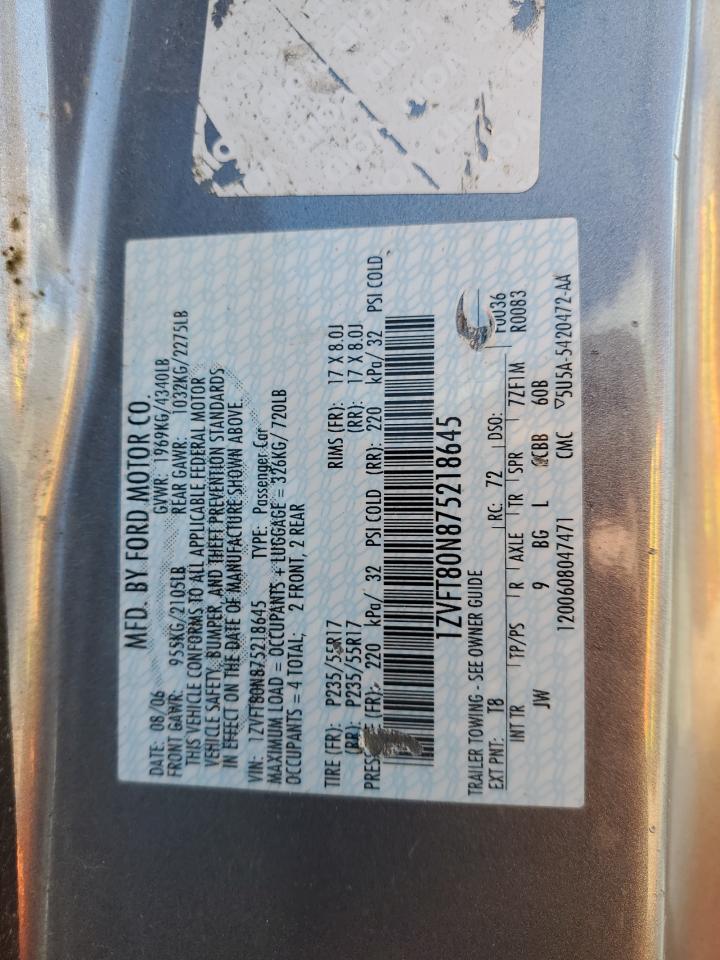 MFD. BY FORD MOTOR CO.
DATE: 08/06 GVWR: 1969KG/4340LB
FRONT GAWR: 955KG/2105LB REAR GAWR: 1032KG/2275LB
THIS VEHICLE CONFORMS TO ALL APPLICABLE FEDERAL MOTOR
VEHICLE SAFETY, BUMPER, AND THEFT PREVENTION STANDARDS
IN EFFECT ON THE DATE OF MANUFACTURE SHOWN ABOVE.
VIN: 1ZVFT80N875218645 TYPE: Passenger Car
MAXIMUM LOAD = OCCUPANTS + LUGGAGE = 326KG/ 720LB
OCCUPANTS = 4 TOTAL; 2 FRONT, 2 REAR
TIRE (FR): P235/55R17 RIMS (FR): 17 X 8.0J
(RR): P235/55R17 (RR): 17 X 8.0J
(FR): 220 kPa/ 32 PSI COLD (RR): 220 kPa/ 32 PSI COLD
1ZVFT80N875218645
TRAILER TOWING - SEE OWNER GUIDE
F0036
EXT PNT: T8 RC: 72 DSO: R0083
INT TR TP/PS R AXLE TR SPR 7ZF1M
JW 9 BG L CBB 60B
1200608047471 CMC ▽5U5A-5420472-AA
VOID VOID VOID VOID